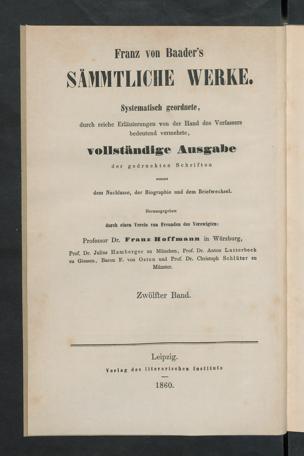 Franz von Baader's
SÄMMTLICHE WERKE.
Systematisch geordnete,
durch reiche Erläuterungen von der Hand des Verfassers
bedeutend vermehrte,
vollständige Ausgabe
der gedruckten Schriften
sammt
dem Nachlasse, der Biographie und dem Briefwechsel.
Herausgegeben
durch einen Verein von Freunden des Verewigten:
Professor Dr. Franz Hoffmann in Würzburg,
Prof. Dr. Julius Hamberger zu München, Prof. Dr. Anton Lutterbeck
zu Giessen, Baron F. von Osten und Prof. Dr. Christoph Schlüter zu
Münster.
Zwölfter Band.
Leipzig.
Verlag des literarischen Instituts
1860.